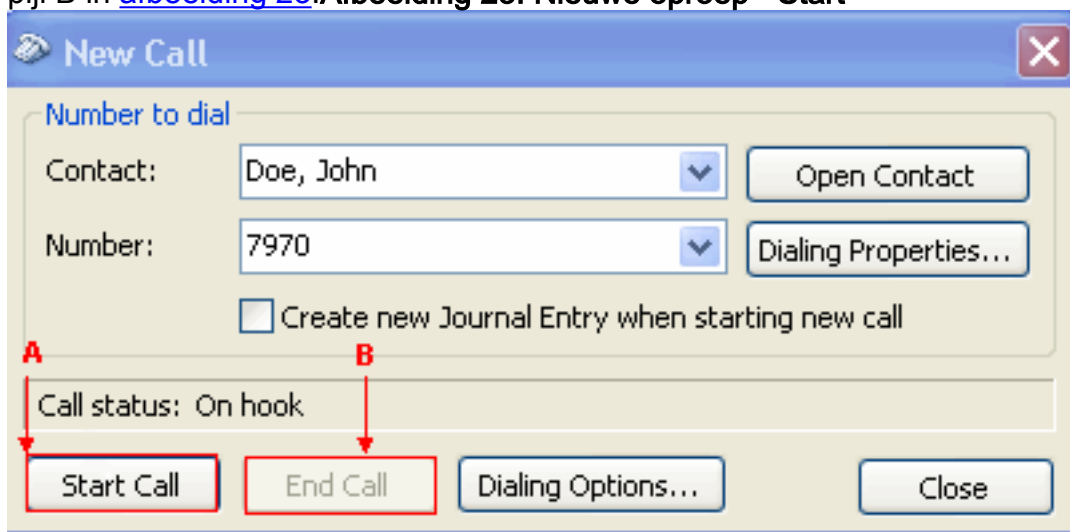 New Call
Number to dial
Contact: Doe, John Open Contact
Number: 7970 Dialing Properties...
Create new Journal Entry when starting new call
A B
Call status: On hook
Start Call End Call Dialing Options... Close